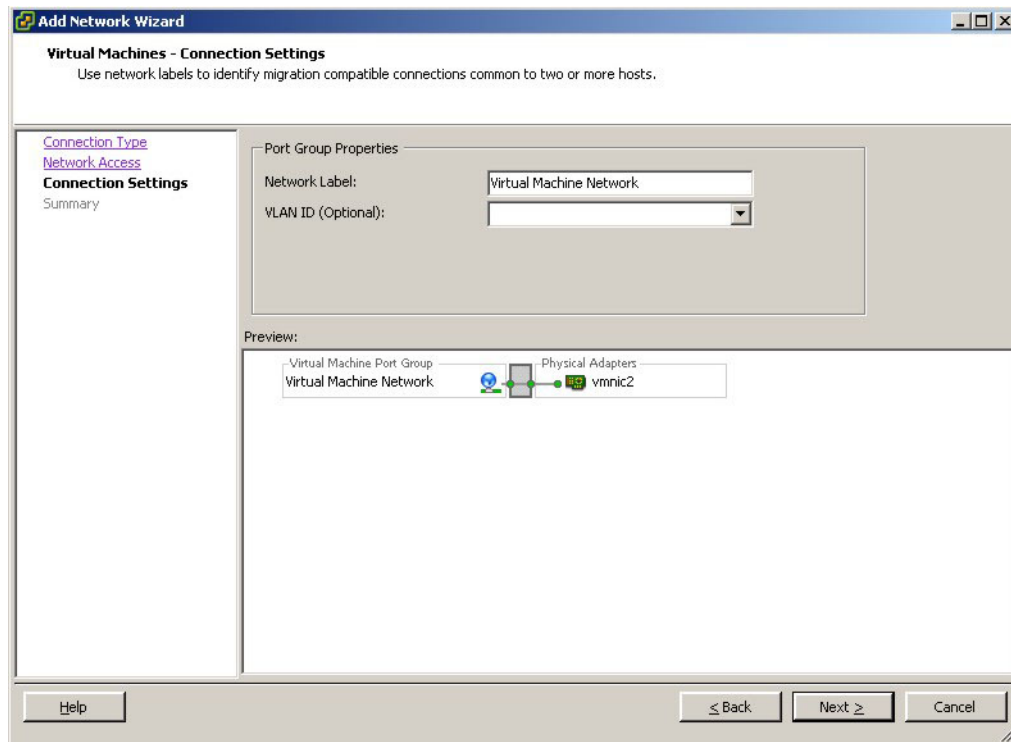 Add Network Wizard
Virtual Machines - Connection Settings
Use network labels to identify migration compatible connections common to two or more hosts.
Connection Type
Network Access
Connection Settings
Summary
Port Group Properties
Network Label:
Virtual Machine Network
VLAN ID (Optional):
Preview:
Virtual Machine Port Group
Virtual Machine Network
Physical Adapters
vmnic2
Help
< Back
Next >
Cancel